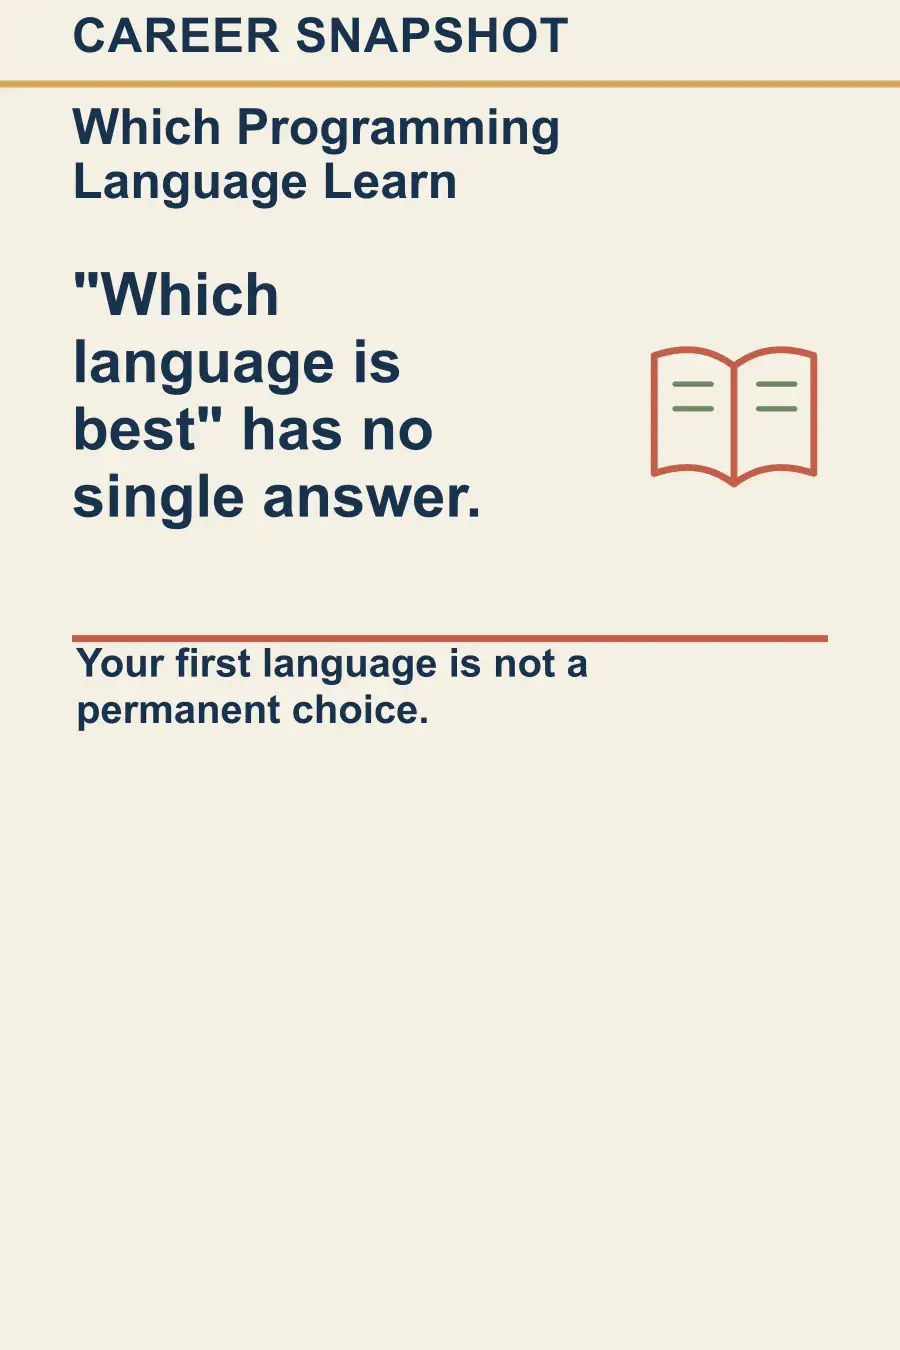 CAREER SNAPSHOT
Which Programming
Language Learn
"Which
language is
best" has no
single answer.
Your first language is not a
permanent choice.